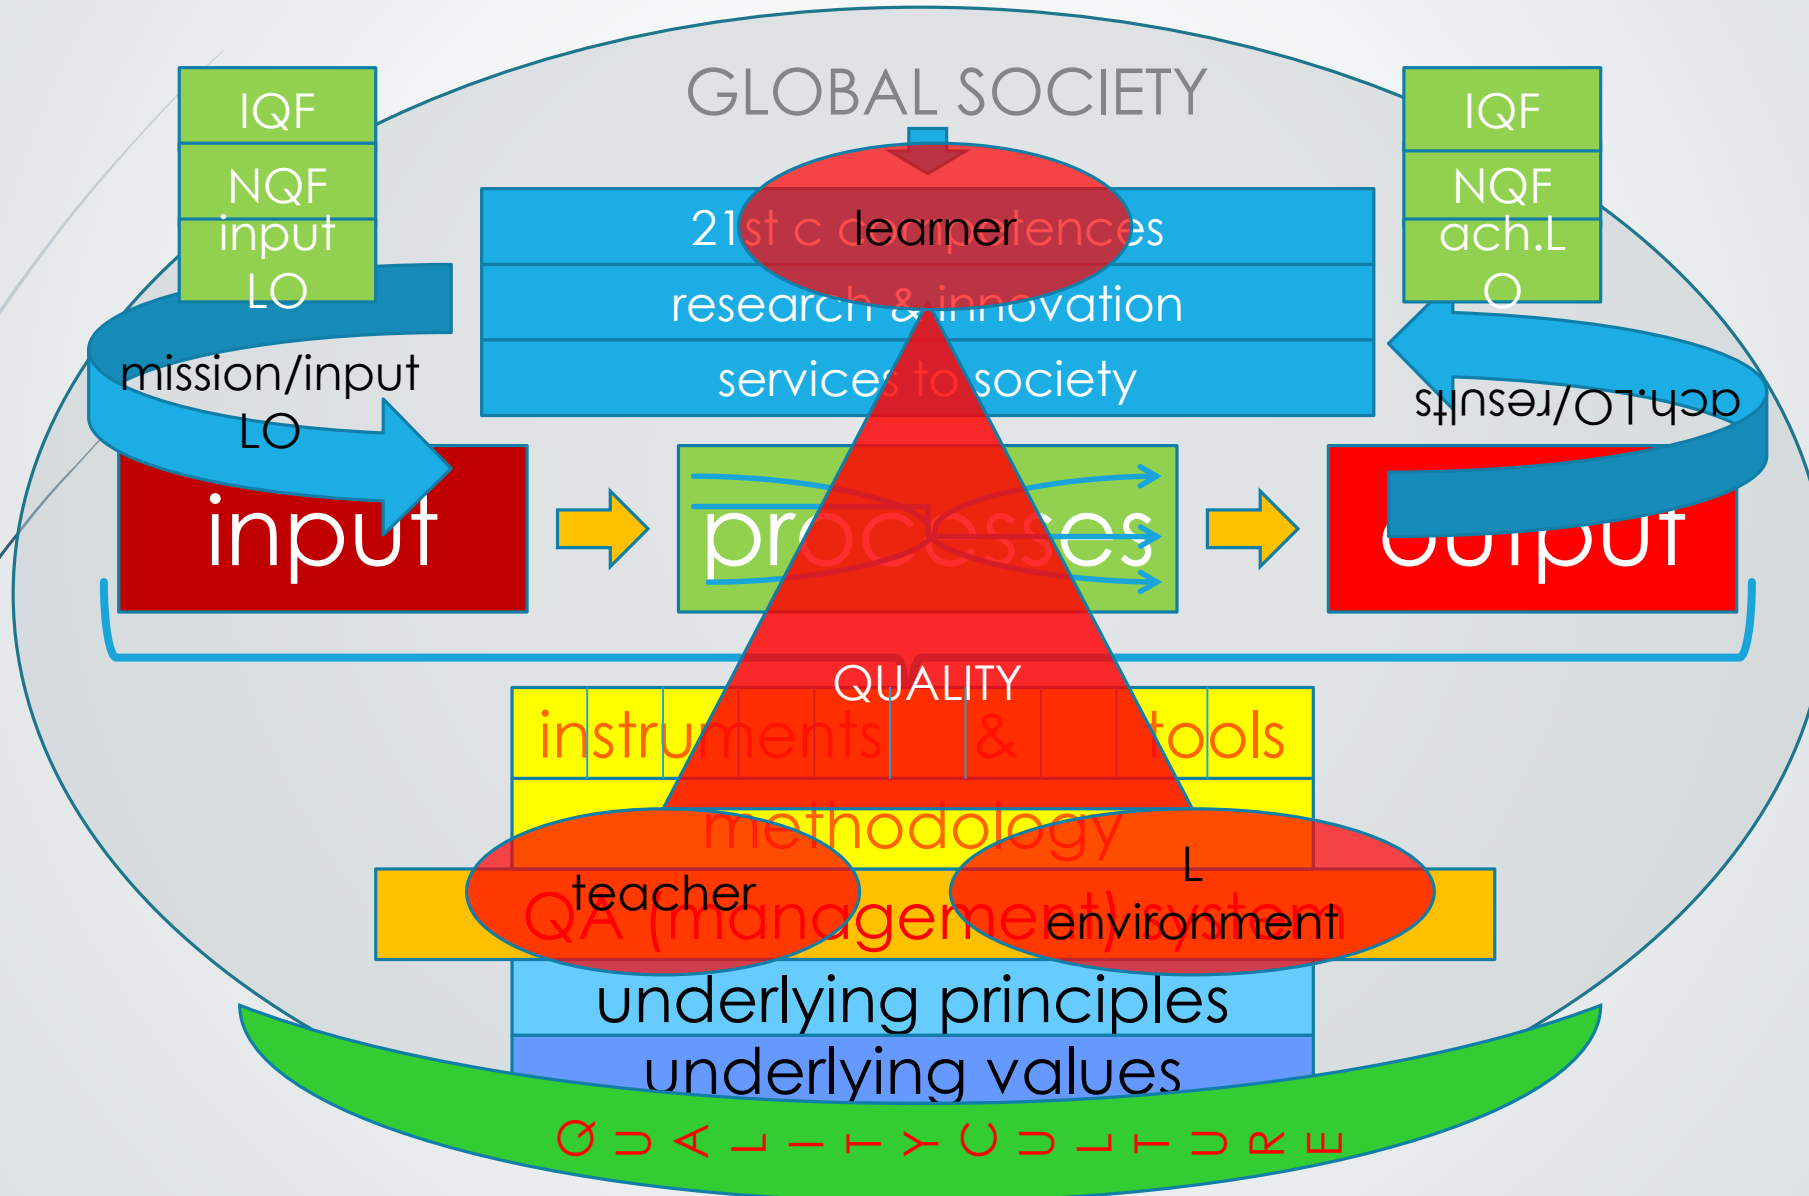 GLOBAL SOCIETY
IQF
NQF
input
LO
IQF
NQF
ach.L
O
21st c competences
learner
research & innovation
services to society
mission/input
LO
ach.LO/results
input
processes
output
QUALITY
instruments & tools
methodology
teacher
L
environment
QA (management) system
underlying principles
underlying values
QUALITY CULTURE